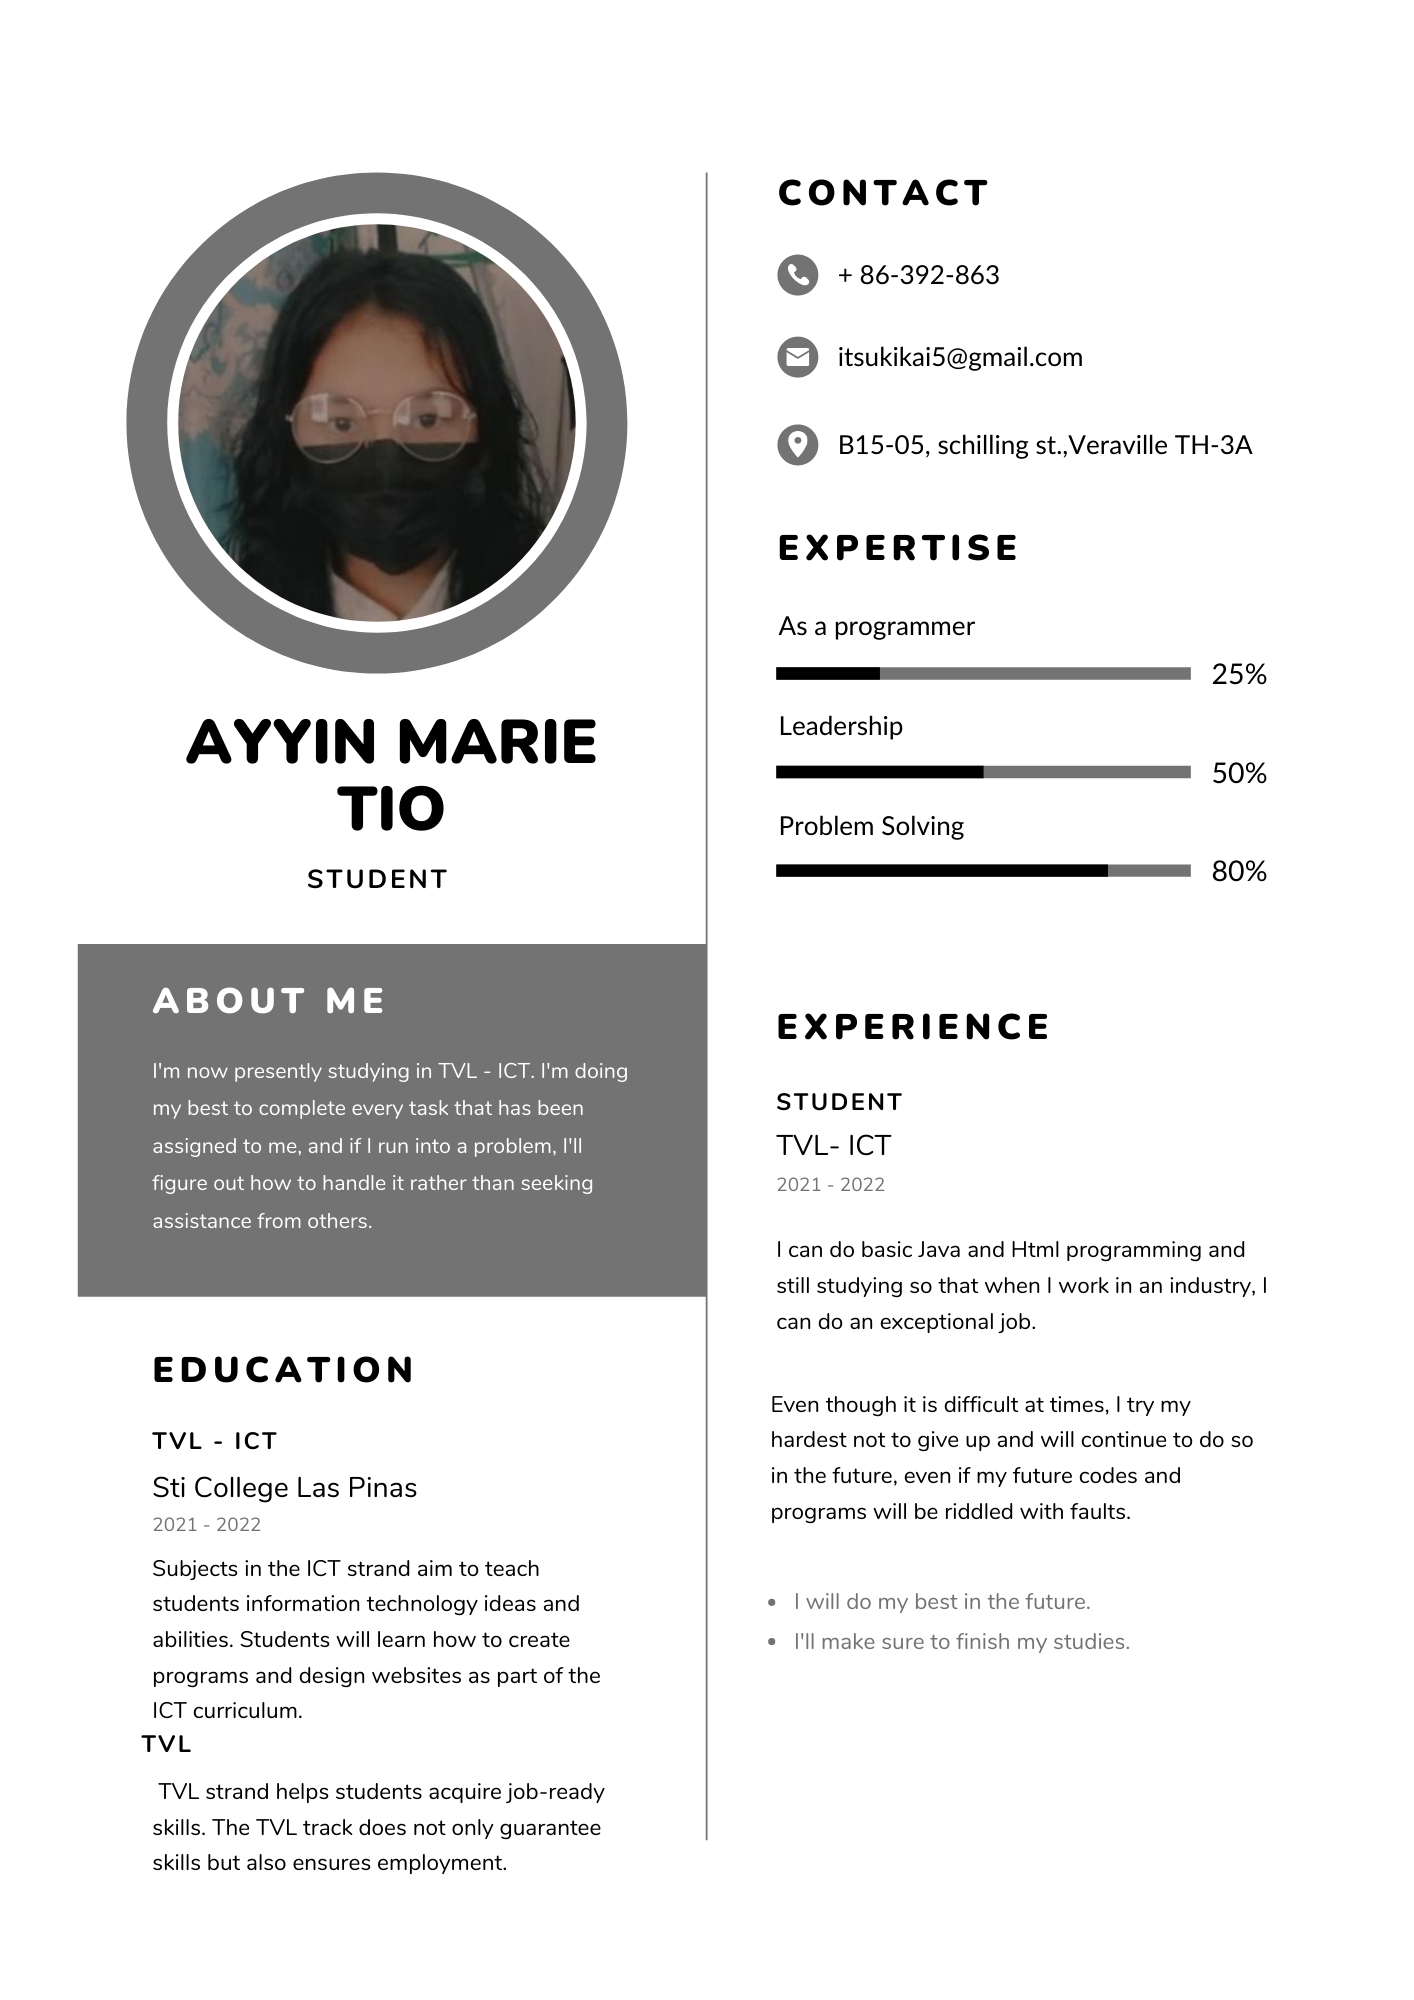 AYYIN MARIE
TIO
STUDENT
ABOUT ME
I'm now presently studying in TVL - ICT. I'm doing
my best to complete every task that has been
assigned to me, and if I run into a problem, I'll
figure out how to handle it rather than seeking
assistance from others.
EDUCATION
TVL - ICT
Sti College Las Pinas
2021 - 2022
Subjects in the ICT strand aim to teach
students information technology ideas and
abilities. Students will learn how to create
programs and design websites as part of the
ICT curriculum.
TVL
TVL strand helps students acquire job-ready
skills. The TVL track does not only guarantee
skills but also ensures employment.
CONTACT
+ 86-392-863
itsukikai5@gmail.com
B15-05, schilling st.,Veraville TH-3A
EXPERTISE
As a programmer
25%
Leadership
50%
Problem Solving
80%
EXPERIENCE
STUDENT
TVL- ICT
2021 - 2022
I can do basic Java and Html programming and
still studying so that when I work in an industry, I
can do an exceptional job.
Even though it is difficult at times, I try my
hardest not to give up and will continue to do so
in the future, even if my future codes and
programs will be riddled with faults.
• I will do my best in the future.
• I'll make sure to finish my studies.